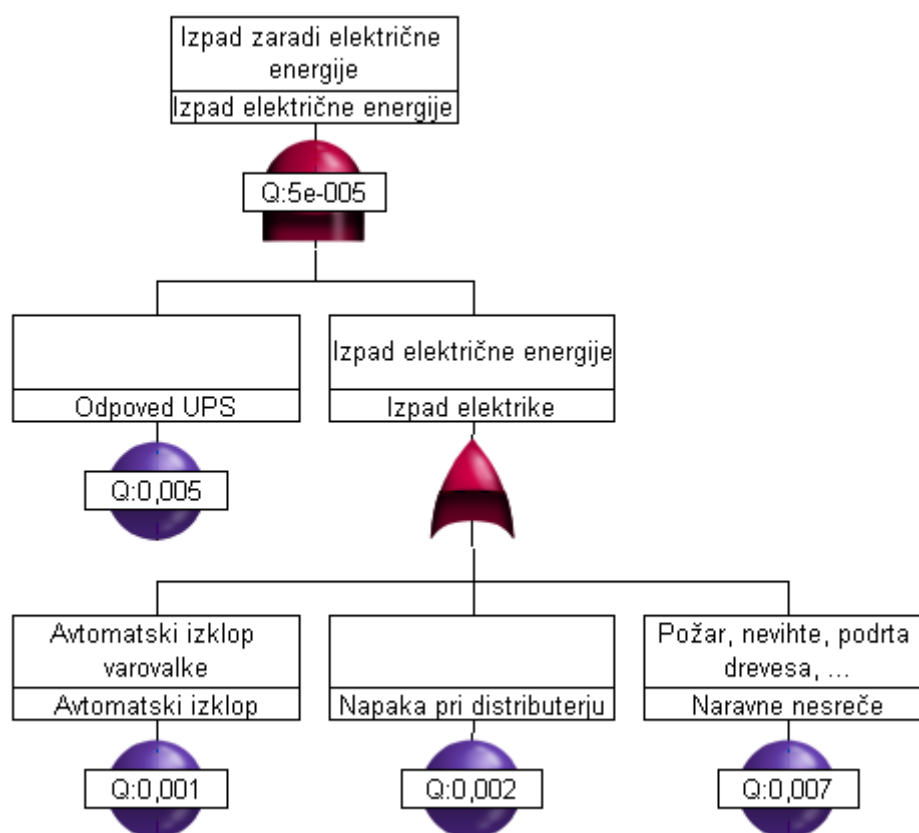 Izpad zaradi električne
energije
Izpad električne energije
Q:5e-005
Odpoved UPS
Q:0,005
Izpad električne energije
Izpad elektrike
Avtomatski izklop
varovalke
Avtomatski izklop
Q:0,001
Napaka pri distributerju
Q:0,002
Požar, nevihte, podrta
drevesa, ...
Naravne nesreče
Q:0,007